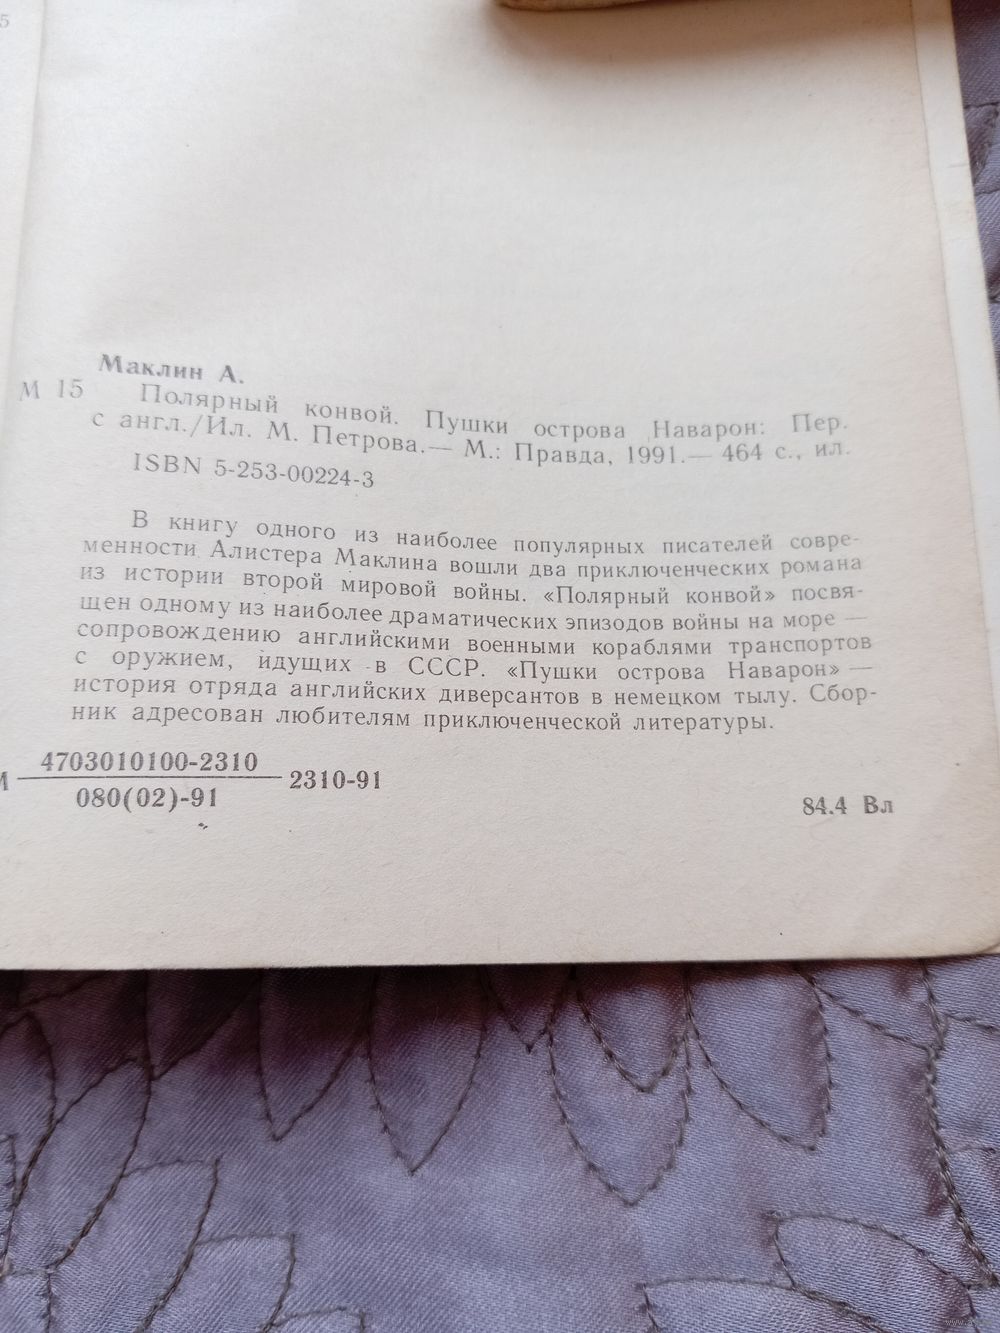 5
Маклин А.
М 15 Полярный конвой. Пушки острова Наварон: Пер.
с англ./Ил. М. Петрова.— М.: Правда, 1991.— 464 с., ил.
ISBN 5-253-00224-3
В книгу одного из наиболее популярных писателей совре-
менности Алистера Маклина вошли два приключенческих романа
из истории второй мировой войны. «Полярный конвой» посвя-
щен одному из наиболее драматических эпизодов войны на море —
сопровождению английскими военными кораблями транспортов
с оружием, идущих в СССР. «Пушки острова Наварон» —
история отряда английских диверсантов в немецком тылу. Сбор-
ник адресован любителям приключенческой литературы.
4703010100-2310
М 2310-91
080(02)-91
84.4 Вл